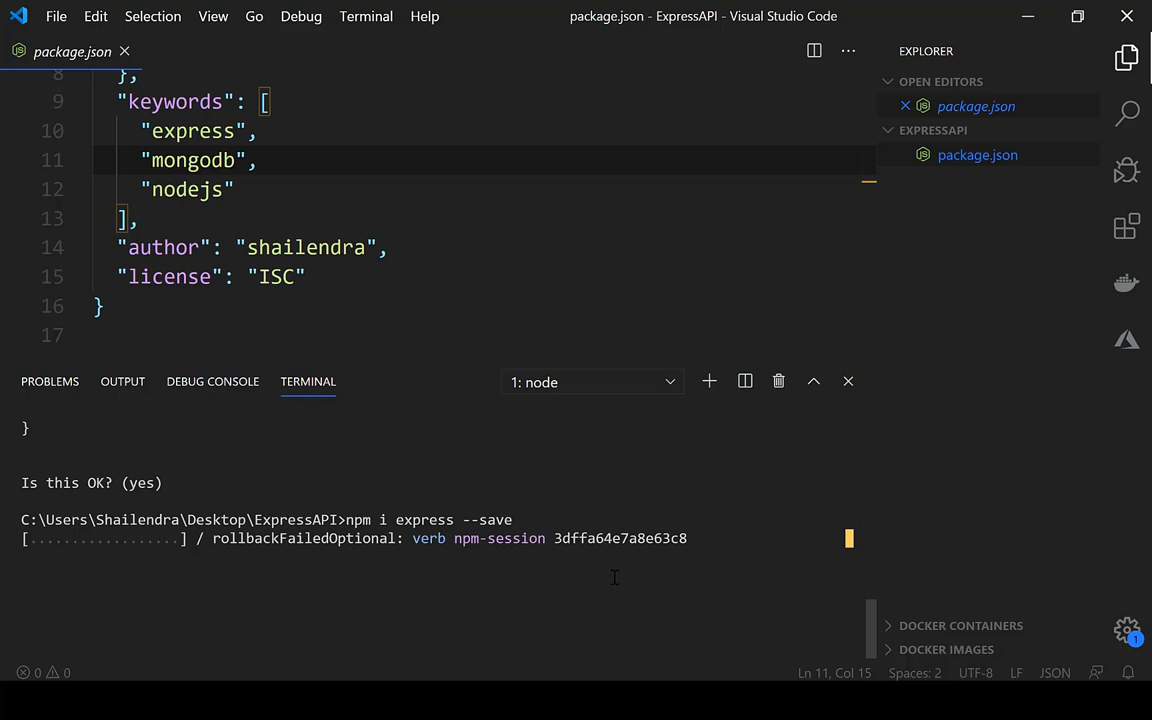 File Edit Selection View Go Debug Terminal Help
package.json - ExpressAPI - Visual Studio Code
package.json
8 },
9 "keywords": [
10 "express",
11 "mongodb",
12 "nodejs"
13 ],
14 "author": "shailendra",
15 "license": "ISC"
16 }
17
EXPLORER
OPEN EDITORS
package.json
EXPRESSAPI
package.json
PROBLEMS OUTPUT DEBUG CONSOLE TERMINAL
1: node
}
Is this OK? (yes)
C:\Users\Shailendra\Desktop\ExpressAPI>npm i express --save
[..................] / rollbackFailedOptional: verb npm-session 3dffa64e7a8e63c8
DOCKER CONTAINERS
DOCKER IMAGES
1
0 0
Ln 11, Col 15 Spaces: 2 UTF-8 LF JSON